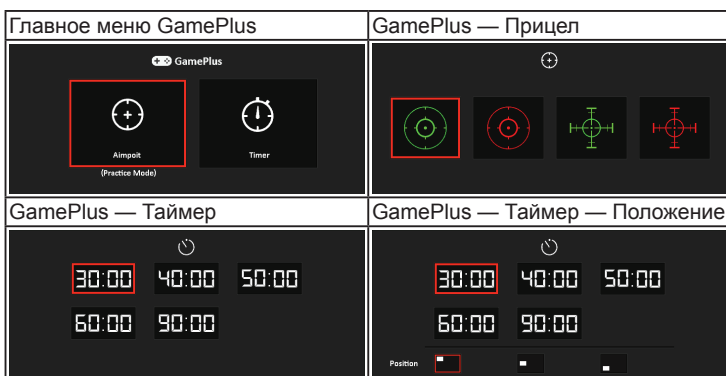 Главное меню GamePlus
GamePlus — Прицел
GamePlus
Aimpoit
Timer
(Practice Mode)
GamePlus — Таймер
GamePlus — Таймер — Положение
30:00 40:00 50:00
60:00 90:00
30:00 40:00 50:00
60:00 90:00
Position